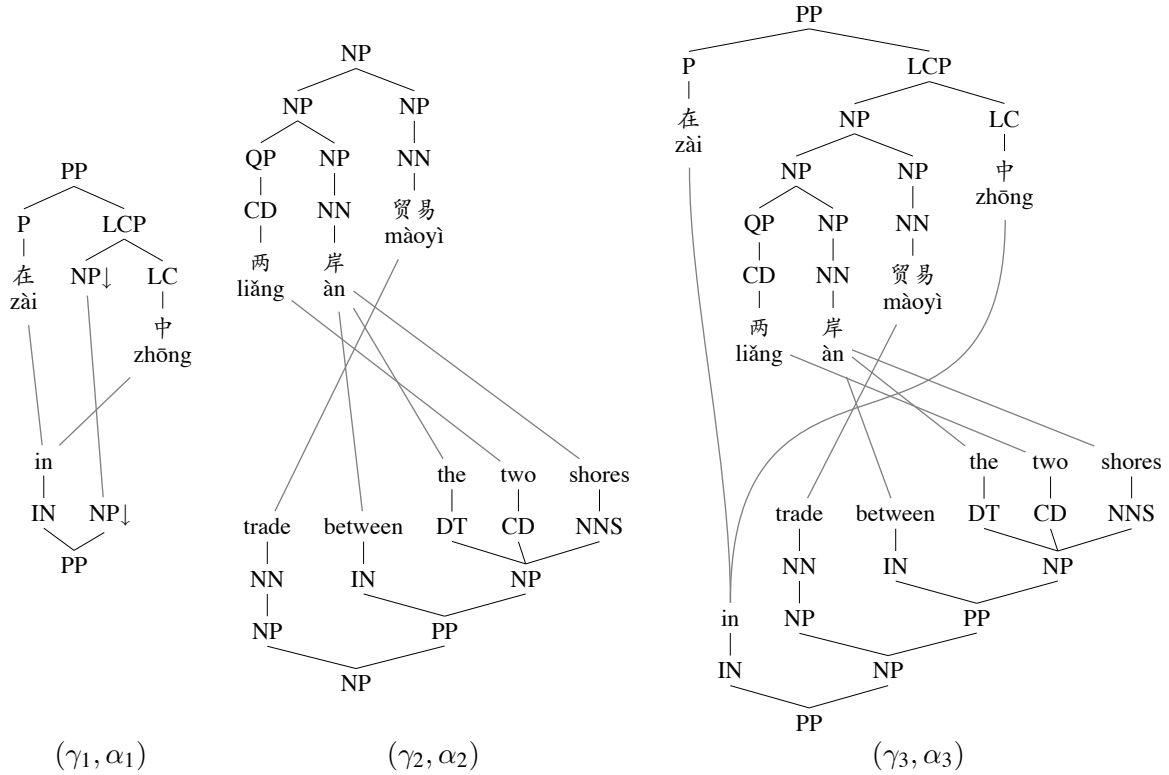 PP
P LCP
在 NP↓ LC
zài
中
zhōng
in
IN NP↓
PP
(γ₁, α₁)
NP
NP NP
QP NP NN
CD NN 贸易
màoyì
两 岸
liǎng àn
the two shores
trade between DT CD NNS
NN IN NP
NP PP
NP
(γ₂, α₂)
PP
P LCP
在 NP LC
zài
中
zhōng
NP NP
QP NP NN
CD NN 贸易
màoyì
两 岸
liǎng àn
the two shores
trade between DT CD NNS
NN IN NP
in NP PP
IN NP
PP
(γ₃, α₃)